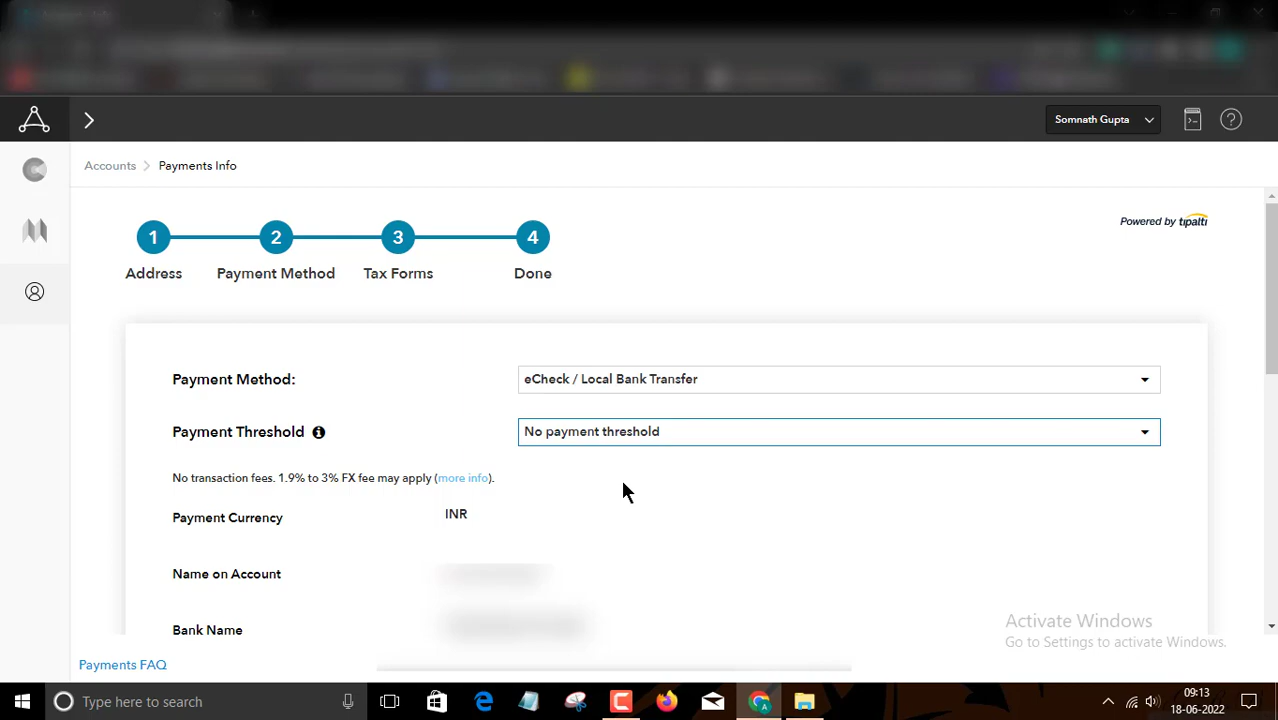 Somnath Gupta
Accounts
Payments Info
Powered by tipalti
1 2 3 4
Address Payment Method Tax Forms Done
Payment Method: eCheck / Local Bank Transfer
Payment Threshold No payment threshold
No transaction fees. 1.9% to 3% FX fee may apply (more info).
Payment Currency INR
Name on Account
Bank Name
Activate Windows
Go to Settings to activate Windows.
Payments FAQ
Type here to search
09:13
18-06-2022